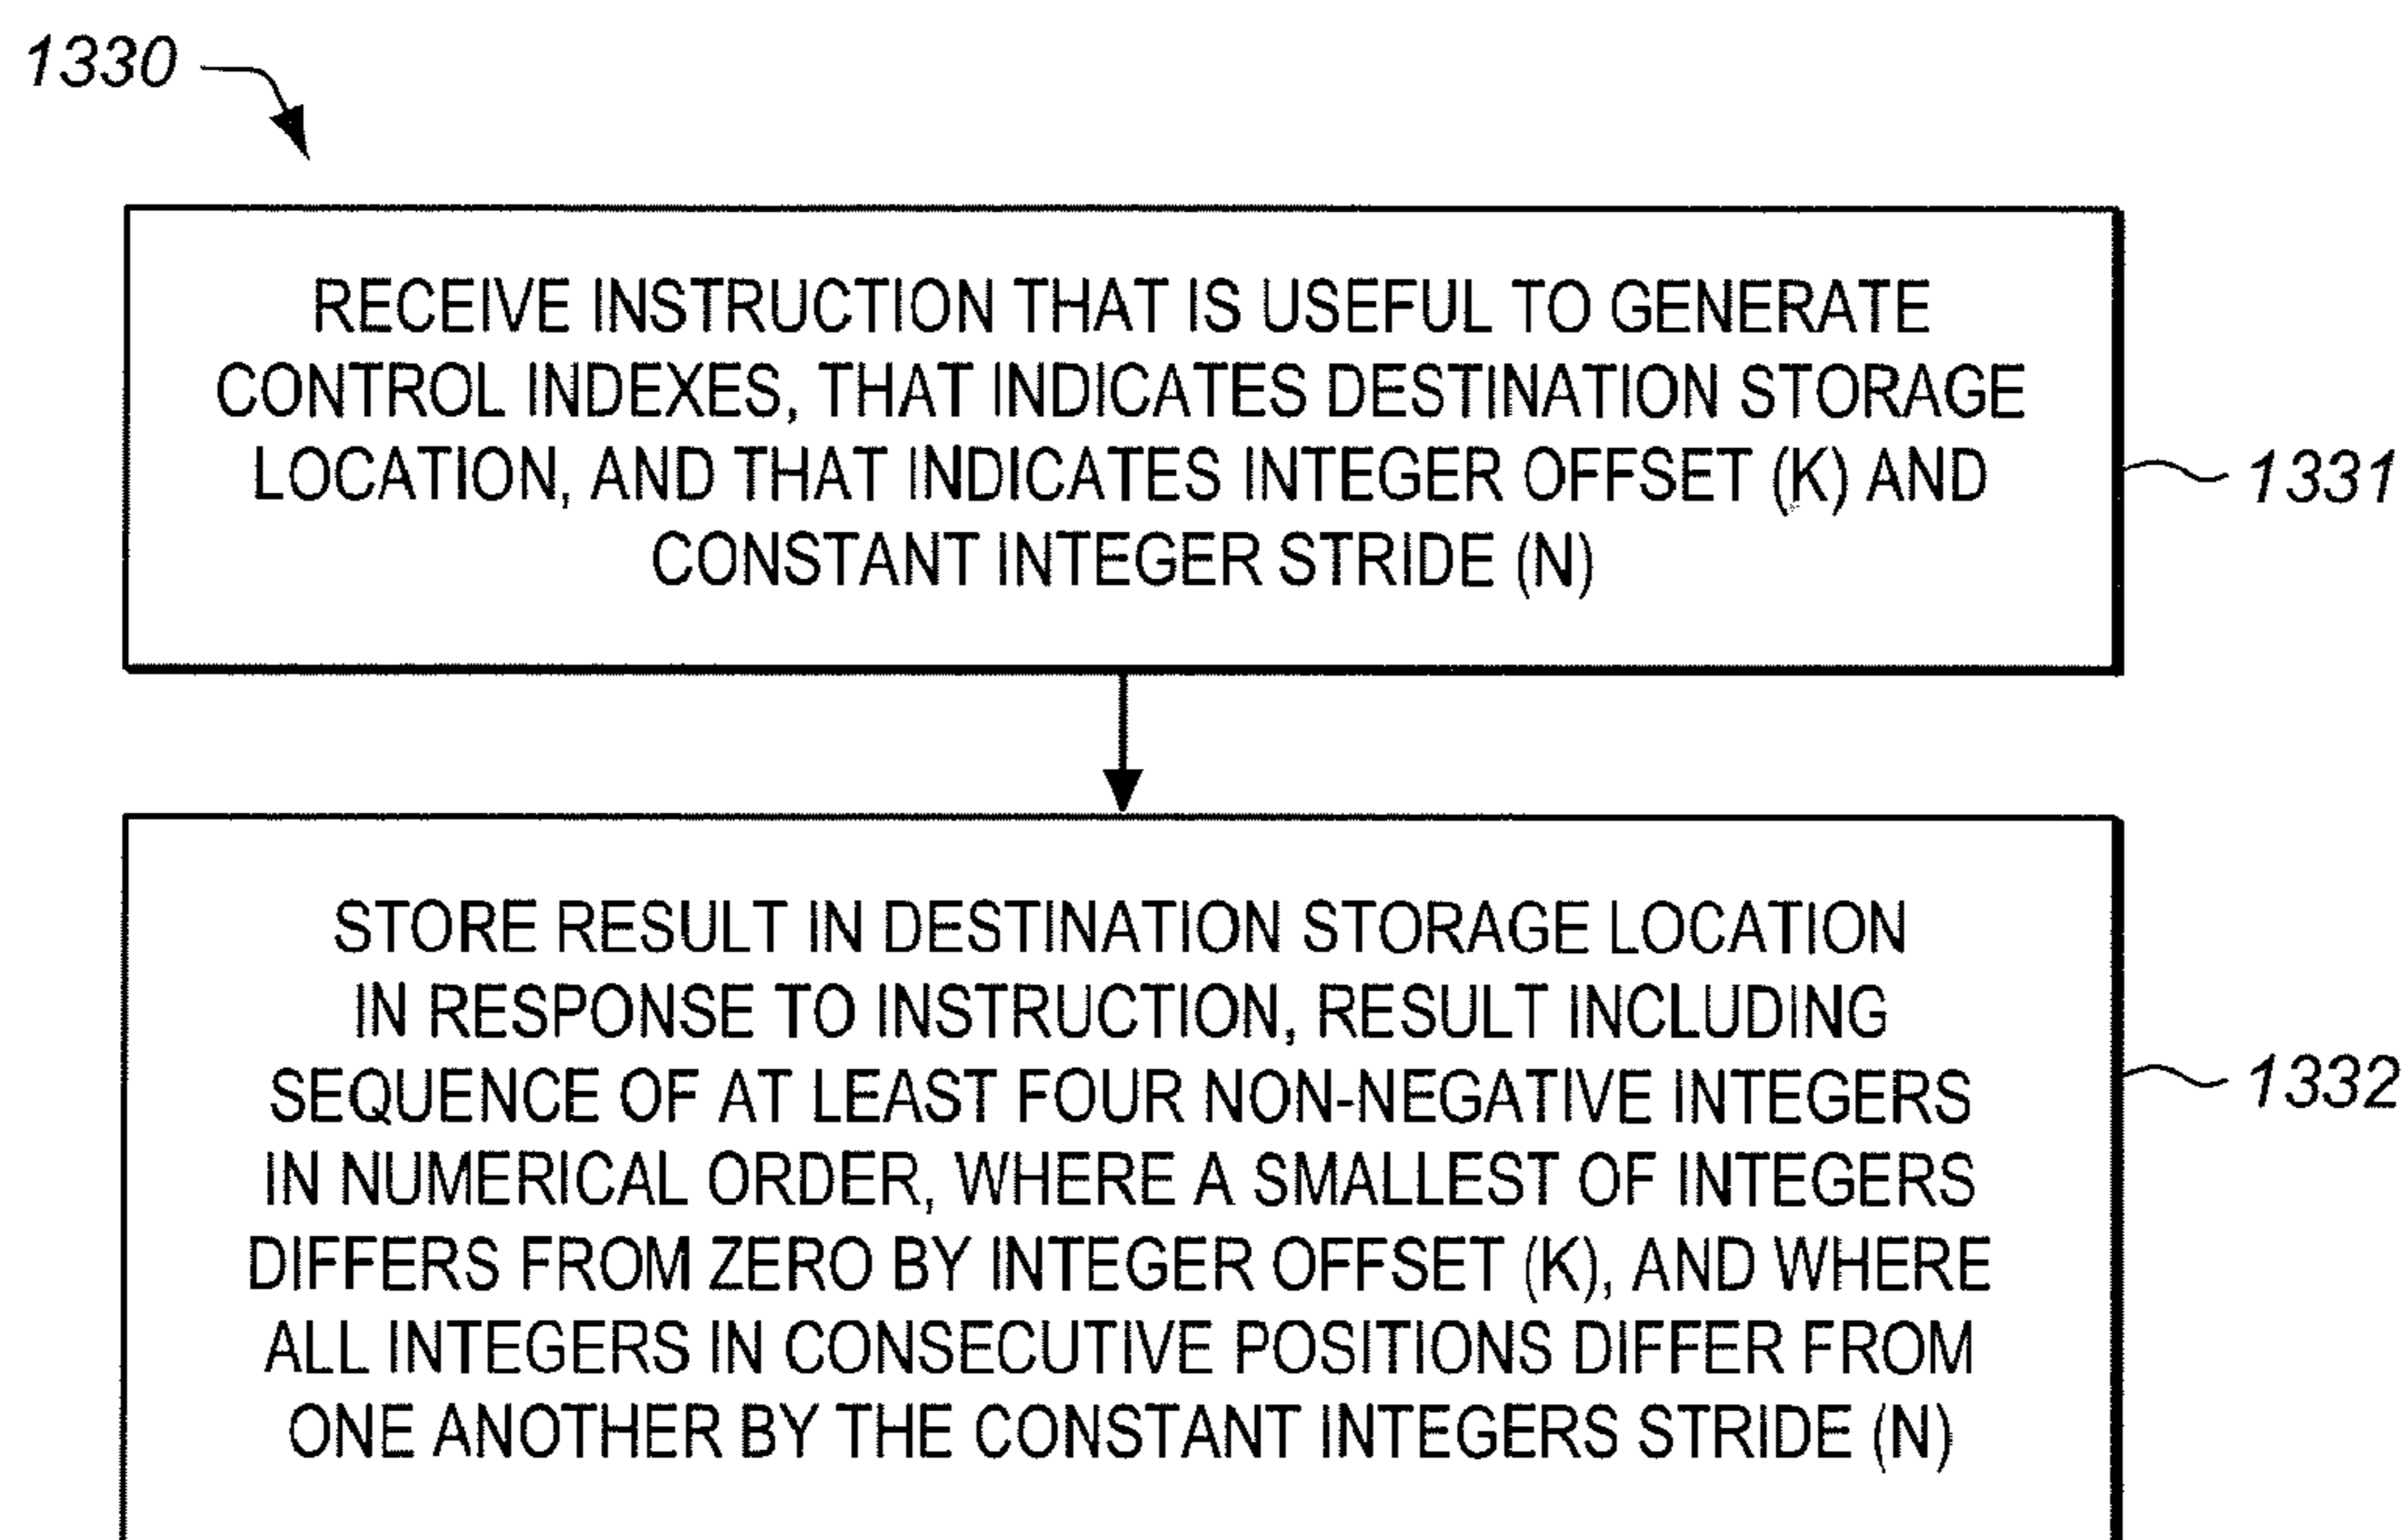 1330
RECEIVE INSTRUCTION THAT IS USEFUL TO GENERATE
CONTROL INDEXES, THAT INDICATES DESTINATION STORAGE
LOCATION, AND THAT INDICATES INTEGER OFFSET (K) AND
CONSTANT INTEGER STRIDE (N)
1331
STORE RESULT IN DESTINATION STORAGE LOCATION
IN RESPONSE TO INSTRUCTION, RESULT INCLUDING
SEQUENCE OF AT LEAST FOUR NON-NEGATIVE INTEGERS
IN NUMERICAL ORDER, WHERE A SMALLEST OF INTEGERS
DIFFERS FROM ZERO BY INTEGER OFFSET (K), AND WHERE
ALL INTEGERS IN CONSECUTIVE POSITIONS DIFFER FROM
ONE ANOTHER BY THE CONSTANT INTEGERS STRIDE (N)
1332